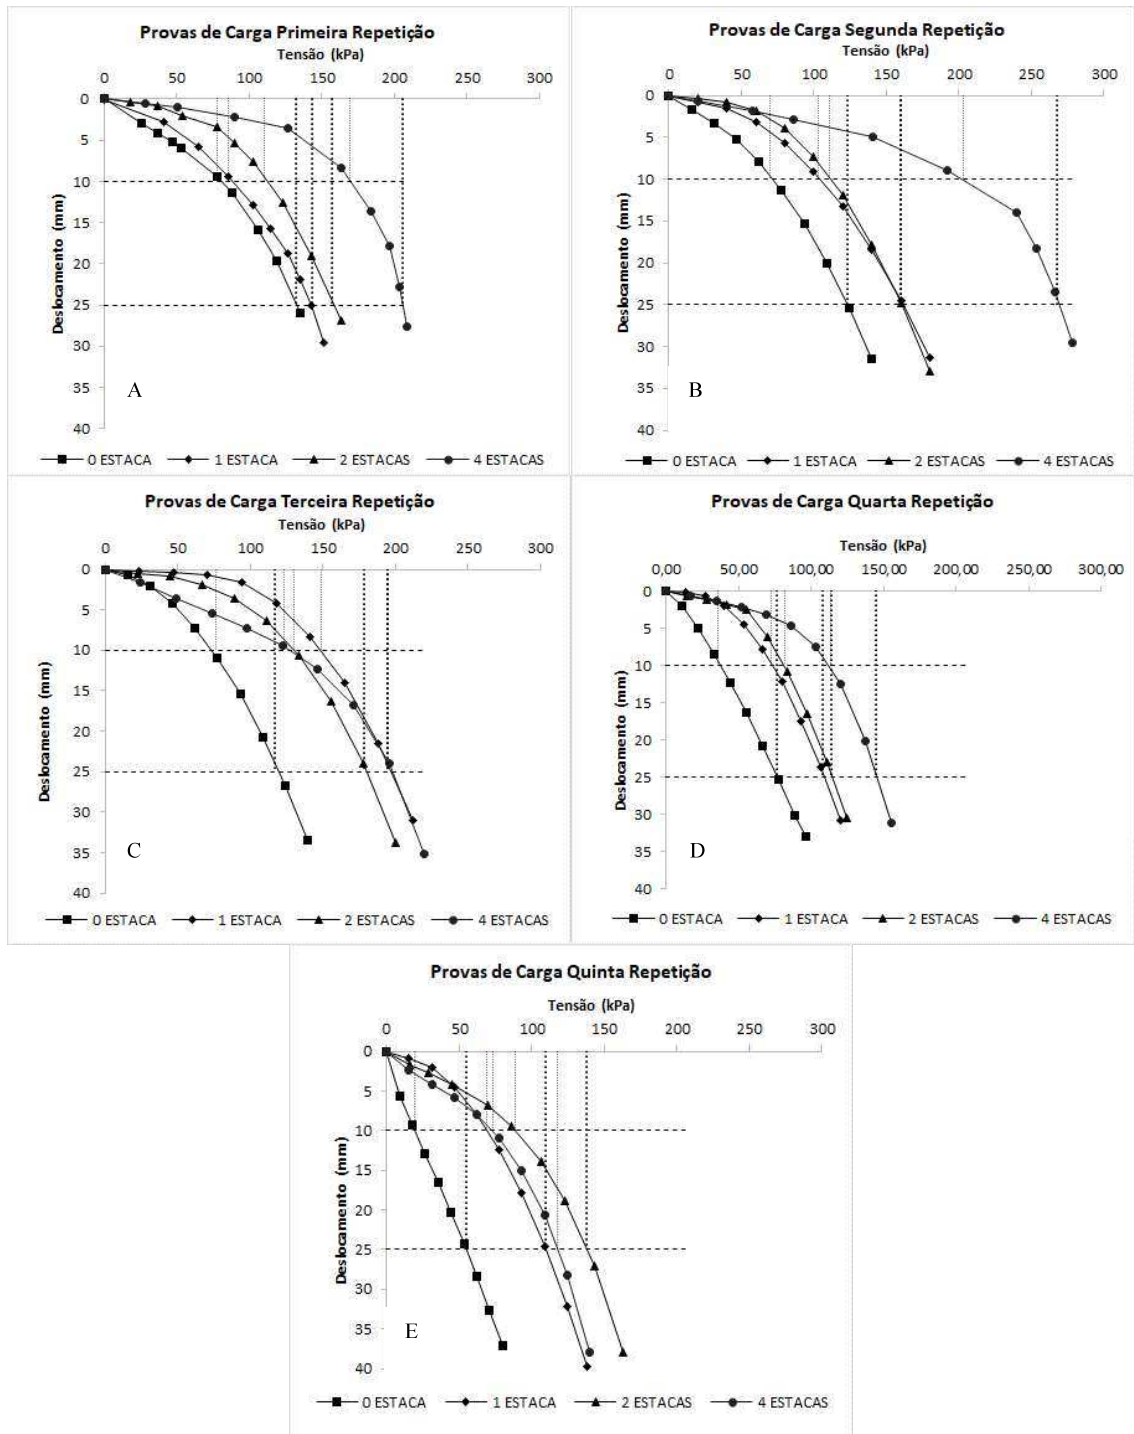 Provas de Carga Primeira Repetição
Tensão (kPa)
0 50 100 150 200 250 300
0
5
10
15
20
25
30
35
40
Deslocamento (mm)
A
0 ESTACA 1 ESTACA 2 ESTACAS 4 ESTACAS
Provas de Carga Segunda Repetição
Tensão (kPa)
0 50 100 150 200 250 300
0
5
10
15
20
25
30
35
40
Deslocamento (mm)
B
0 ESTACA 1 ESTACA 2 ESTACAS 4 ESTACAS
Provas de Carga Terceira Repetição
Tensão (kPa)
0 50 100 150 200 250 300
0
5
10
15
20
25
30
35
40
Deslocamento (mm)
C
0 ESTACA 1 ESTACA 2 ESTACAS 4 ESTACAS
Provas de Carga Quarta Repetição
Tensão (kPa)
0,00 50,00 100,00 150,00 200,00 250,00 300,00
0
5
10
15
20
25
30
35
40
Deslocamento (mm)
D
0 ESTACA 1 ESTACA 2 ESTACAS 4 ESTACAS
Provas de Carga Quinta Repetição
Tensão (kPa)
0 50 100 150 200 250 300
0
5
10
15
20
25
30
35
40
Deslocamento (mm)
E
0 ESTACA 1 ESTACA 2 ESTACAS 4 ESTACAS